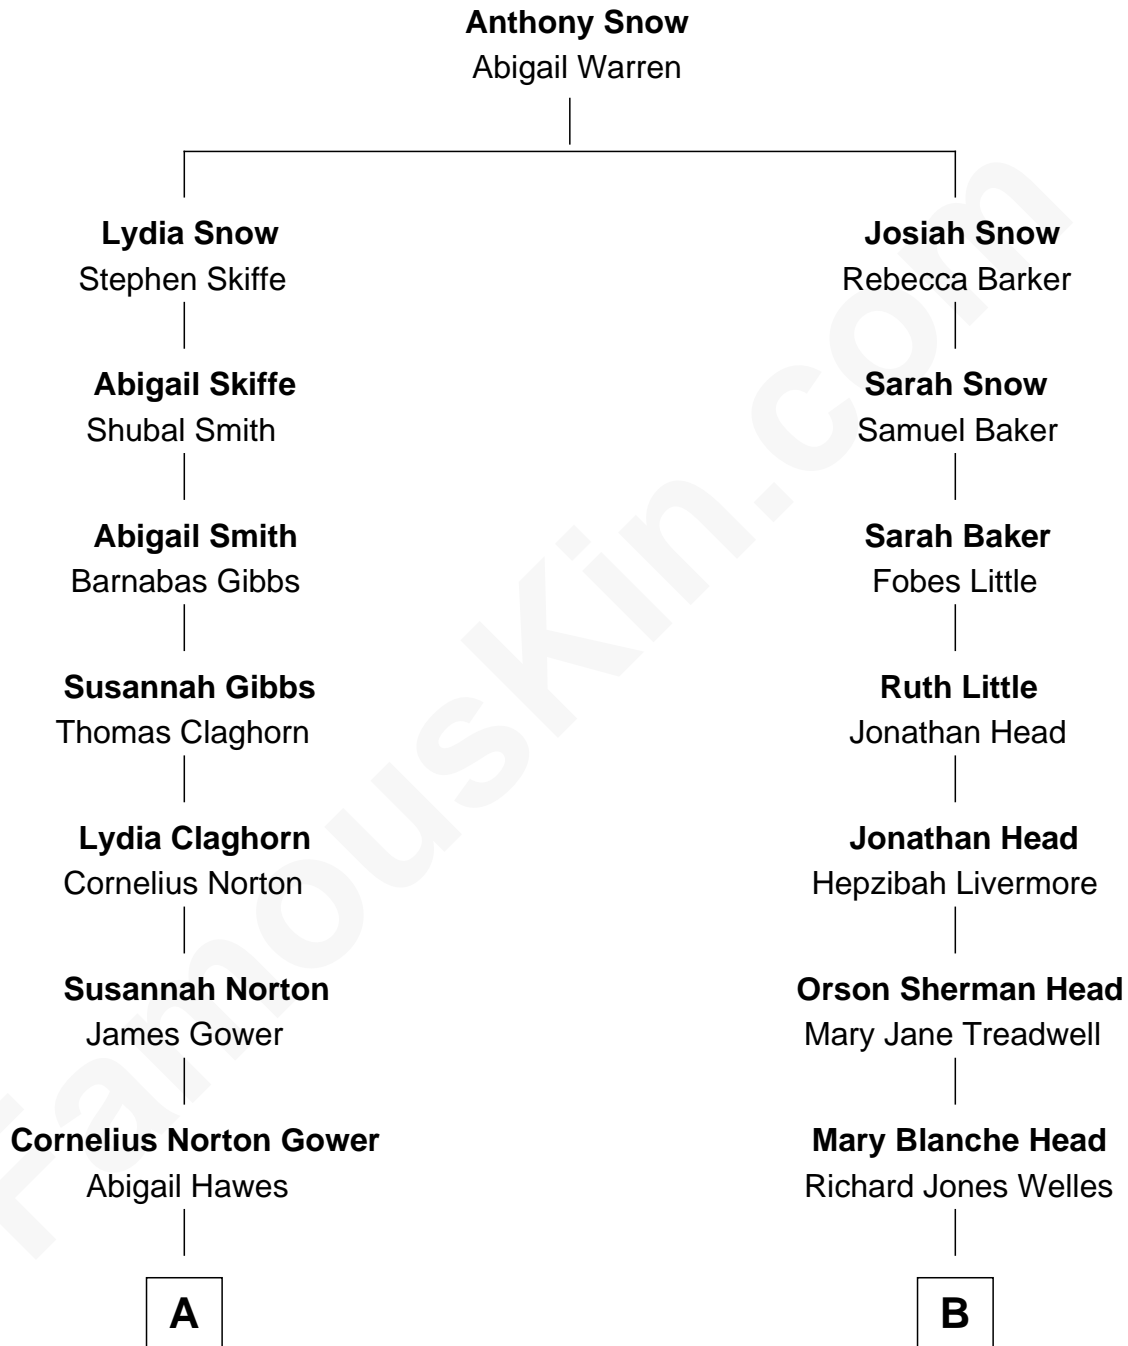 Anthony Snow
Abigail Warren
Lydia Snow
Stephen Skiffe
Josiah Snow
Rebecca Barker
Abigail Skiffe
Shubal Smith
Sarah Snow
Samuel Baker
Abigail Smith
Barnabas Gibbs
Sarah Baker
Fobes Little
Susannah Gibbs
Thomas Claghorn
Ruth Little
Jonathan Head
Lydia Claghorn
Cornelius Norton
Jonathan Head
Hepzibah Livermore
Susannah Norton
James Gower
Orson Sherman Head
Mary Jane Treadwell
Cornelius Norton Gower
Abigail Hawes
Mary Blanche Head
Richard Jones Welles
A
B
FamousKin.com